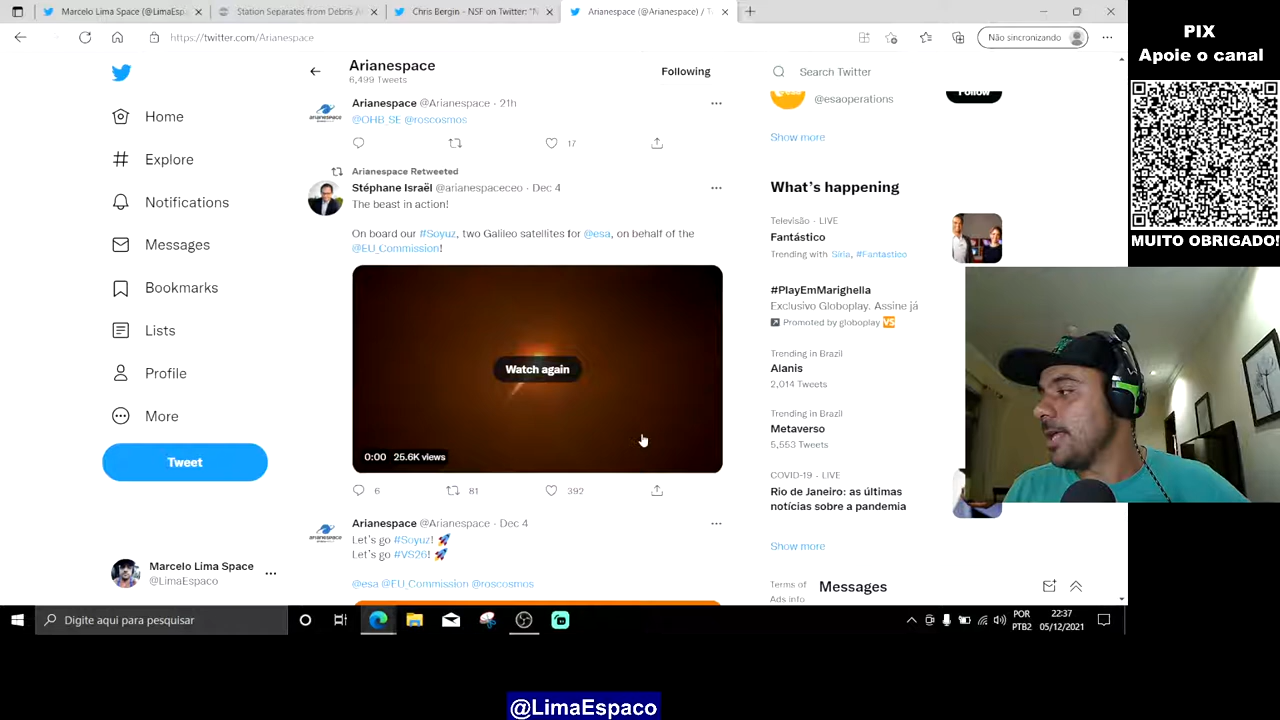 Marcelo Lima Space (@LimaEsp
Station Separates from Debris A
Chris Bergin - NSF on Twitter: "N
Arianespace (@Arianespace) / T
https://twitter.com/Arianespace
Não sincronizando
Home
Explore
Notifications
Messages
Bookmarks
Lists
Profile
More
Tweet
Marcelo Lima Space
@LimaEspaco
Arianespace
6,499 Tweets
Following
Arianespace @Arianespace · 21h
@OHB_SE @roscosmos
17
Arianespace Retweeted
Stéphane Israël @arianespaceceo · Dec 4
The beast in action!
On board our #Soyuz, two Galileo satellites for @esa, on behalf of the
@EU_Commission!
Watch again
0:00 25.6K views
6 81 392
Arianespace @Arianespace · Dec 4
Let's go #Soyuz! 🚀
Let's go #VS26! 🚀
@esa @EU_Commission @roscosmos
Search Twitter
@esaoperations
Follow
Show more
What's happening
Televisão · LIVE
Fantástico
Trending with Síria, #Fantastico
#PlayEmMarighella
Exclusivo Globoplay. Assine já
Promoted by globoplay 🆚
Trending in Brazil
Alanis
2,014 Tweets
Trending in Brazil
Metaverso
5,553 Tweets
COVID-19 · LIVE
Rio de Janeiro: as últimas
notícias sobre a pandemia
Show more
Terms of
Ads info
Messages
PIX
Apoie o canal
MUITO OBRIGADO!
Digite aqui para pesquisar
POR
PTB2
22:37
05/12/2021
@LimaEspaco